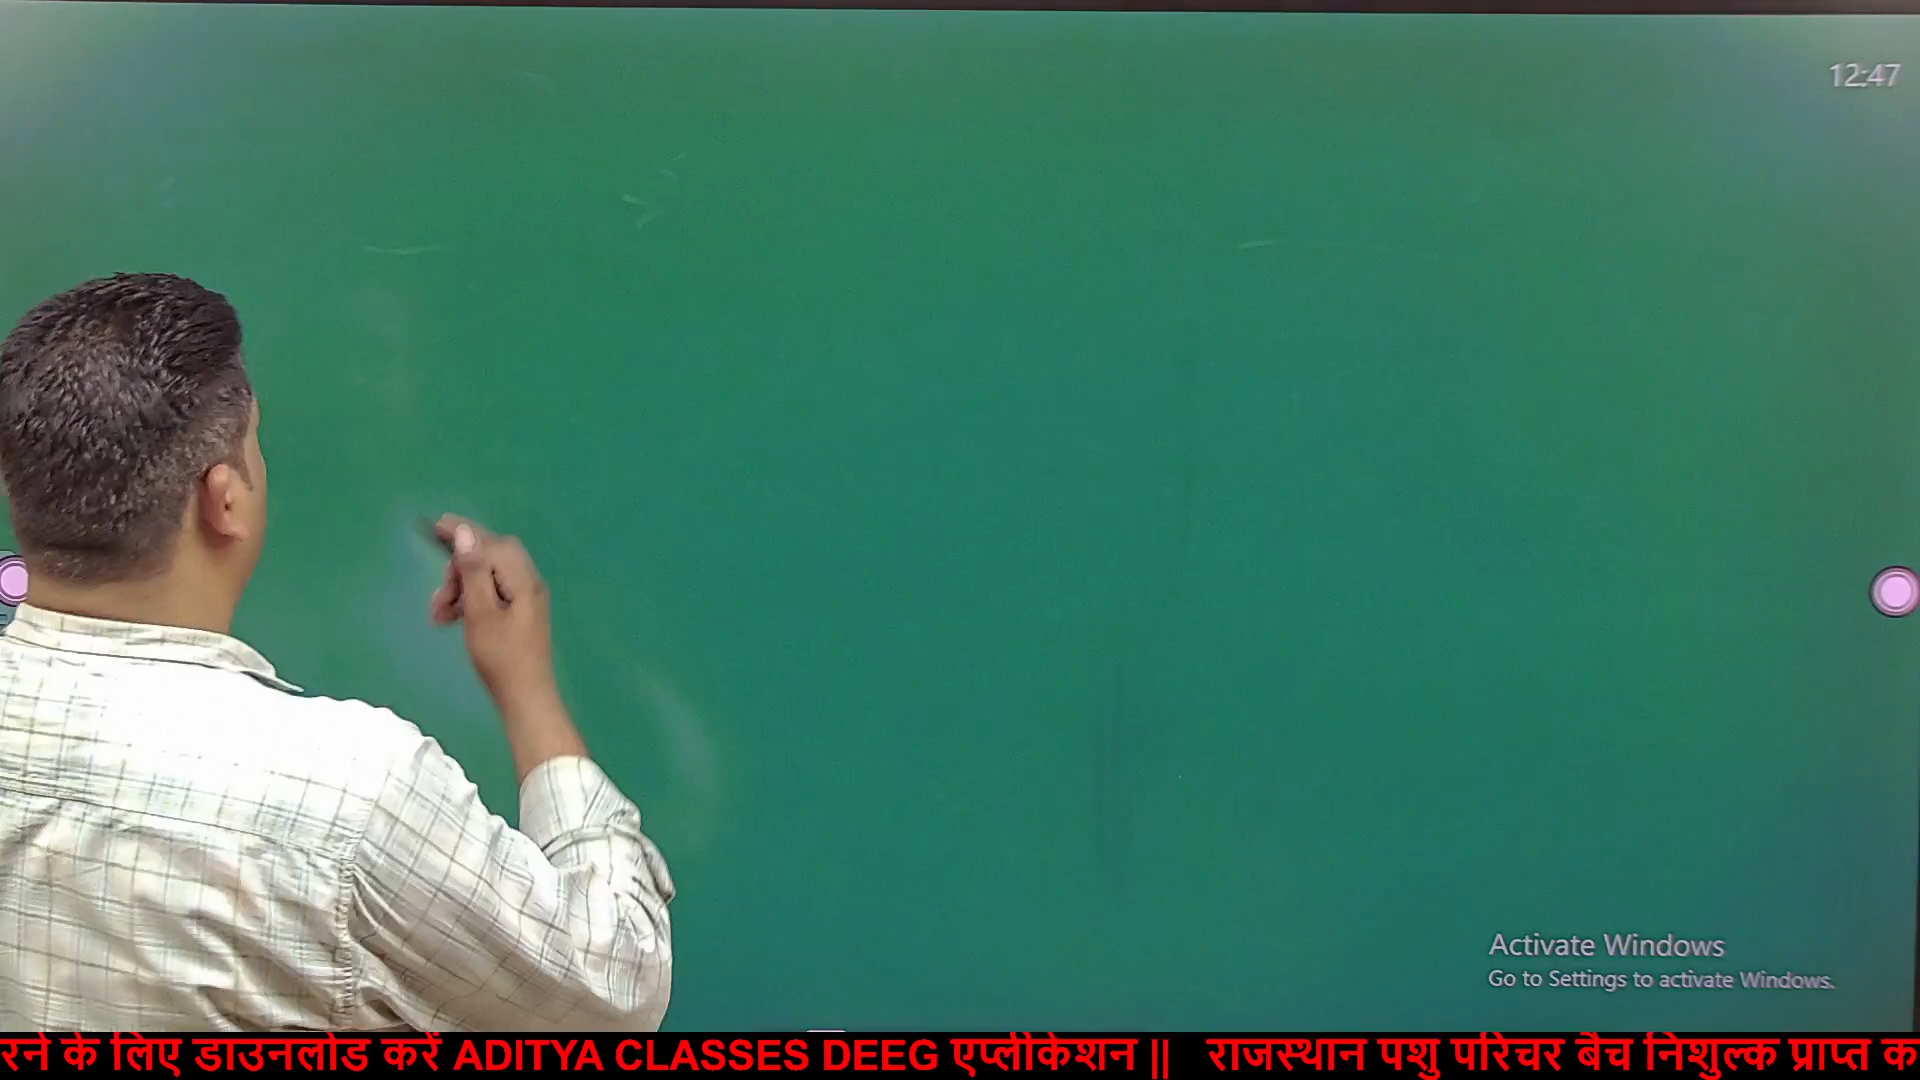 12:47
Activate Windows
Go to Settings to activate Windows.
रने के लिए डाउनलोड करें ADITYA CLASSES DEEG एप्लीकेशन || राजस्थान पशु परिचर बैच निशुल्क प्राप्त क